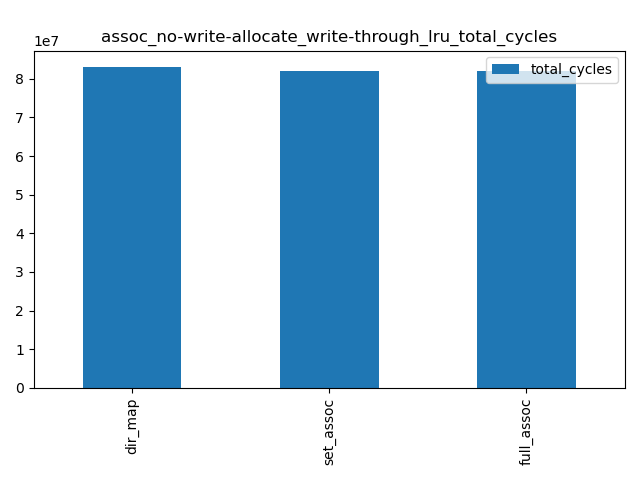 assoc_no-write-allocate_write-through_lru_total_cycles
1e7
total_cycles
8
7
6
5
4
3
2
1
0
dir_map
set_assoc
full_assoc